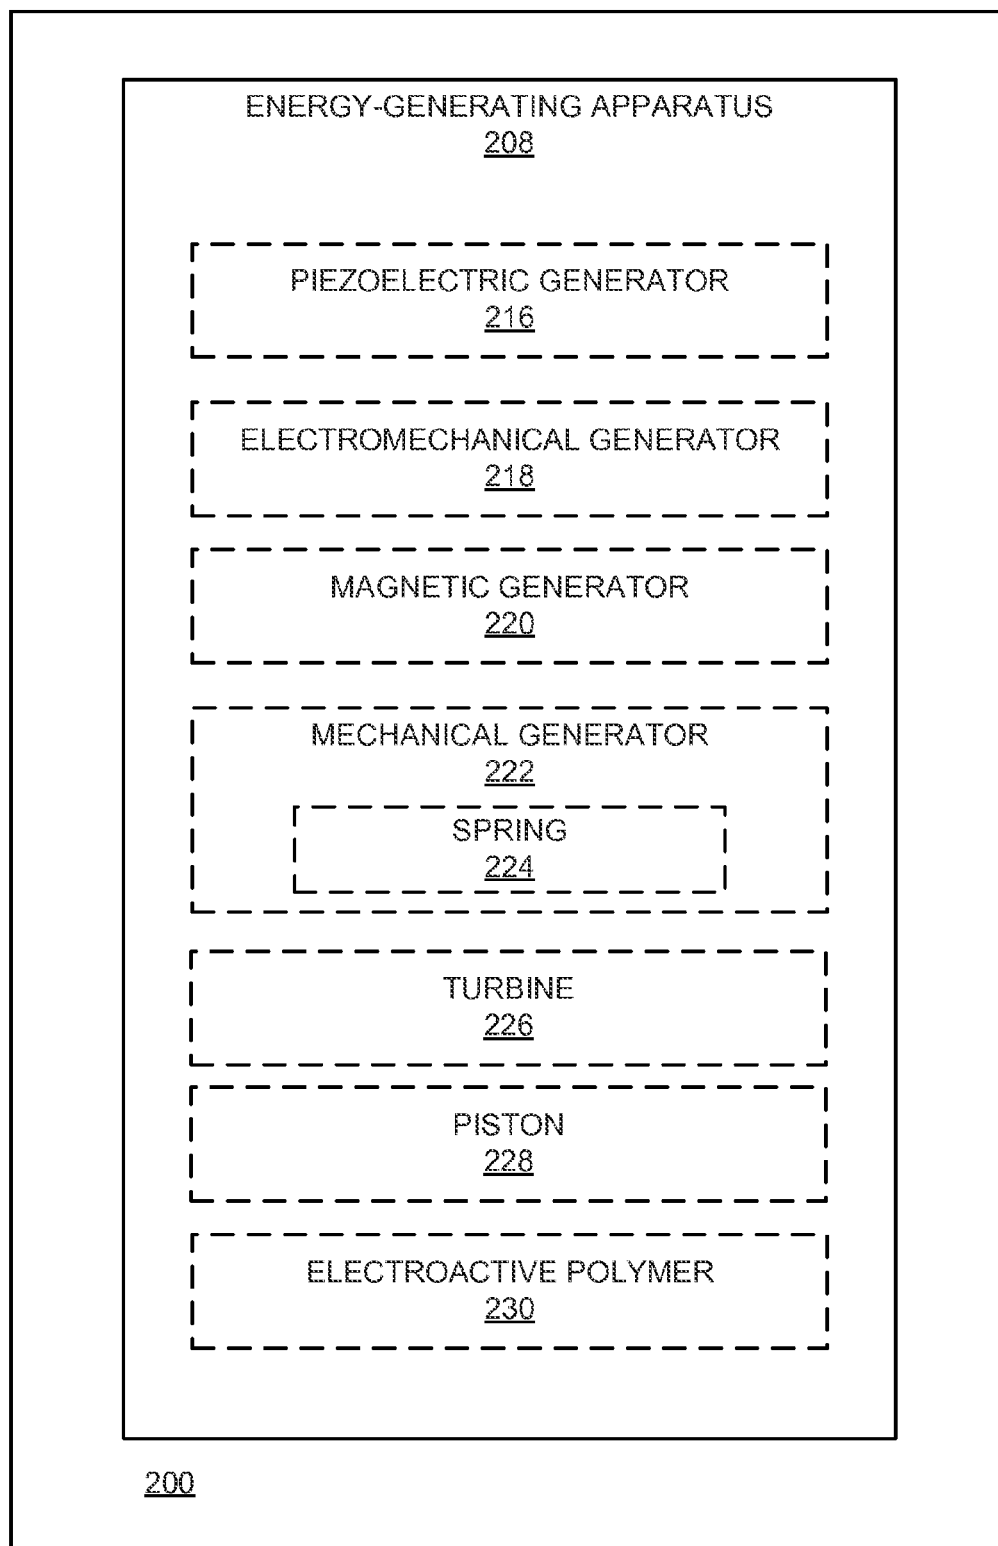 ENERGY-GENERATING APPARATUS
208
PIEZOELECTRIC GENERATOR
216
ELECTROMECHANICAL GENERATOR
218
MAGNETIC GENERATOR
220
MECHANICAL GENERATOR
222
SPRING
224
TURBINE
226
PISTON
228
ELECTROACTIVE POLYMER
230
200